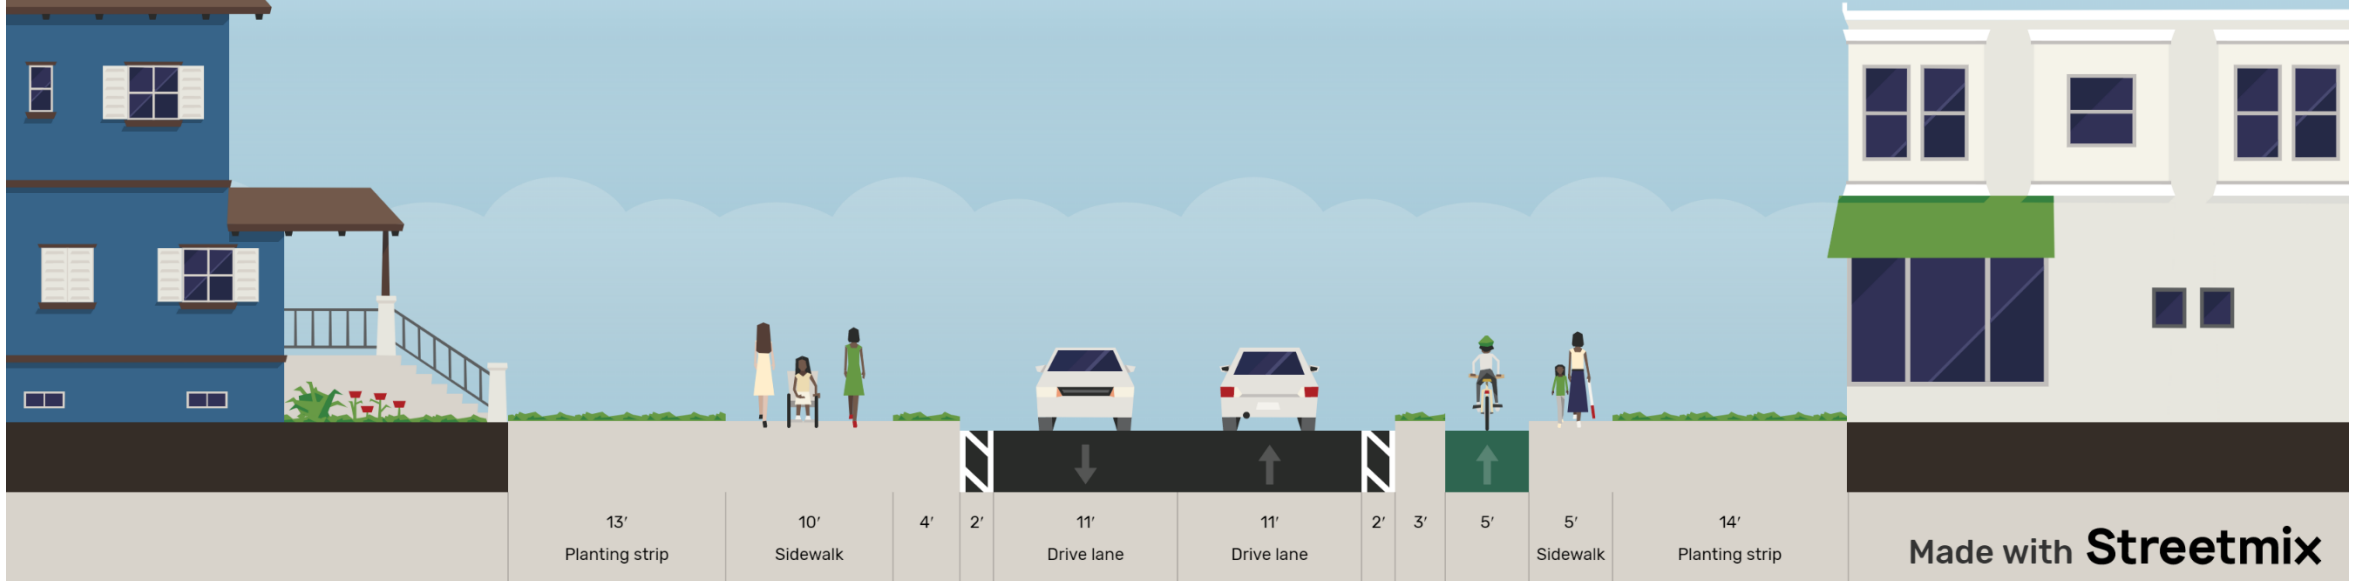 13′ 10′ 4′ 2′ 11′ 11′ 2′ 3′ 5′ 5′ 14′
Planting strip Sidewalk Drive lane Drive lane Sidewalk Planting strip
Made with Streetmix